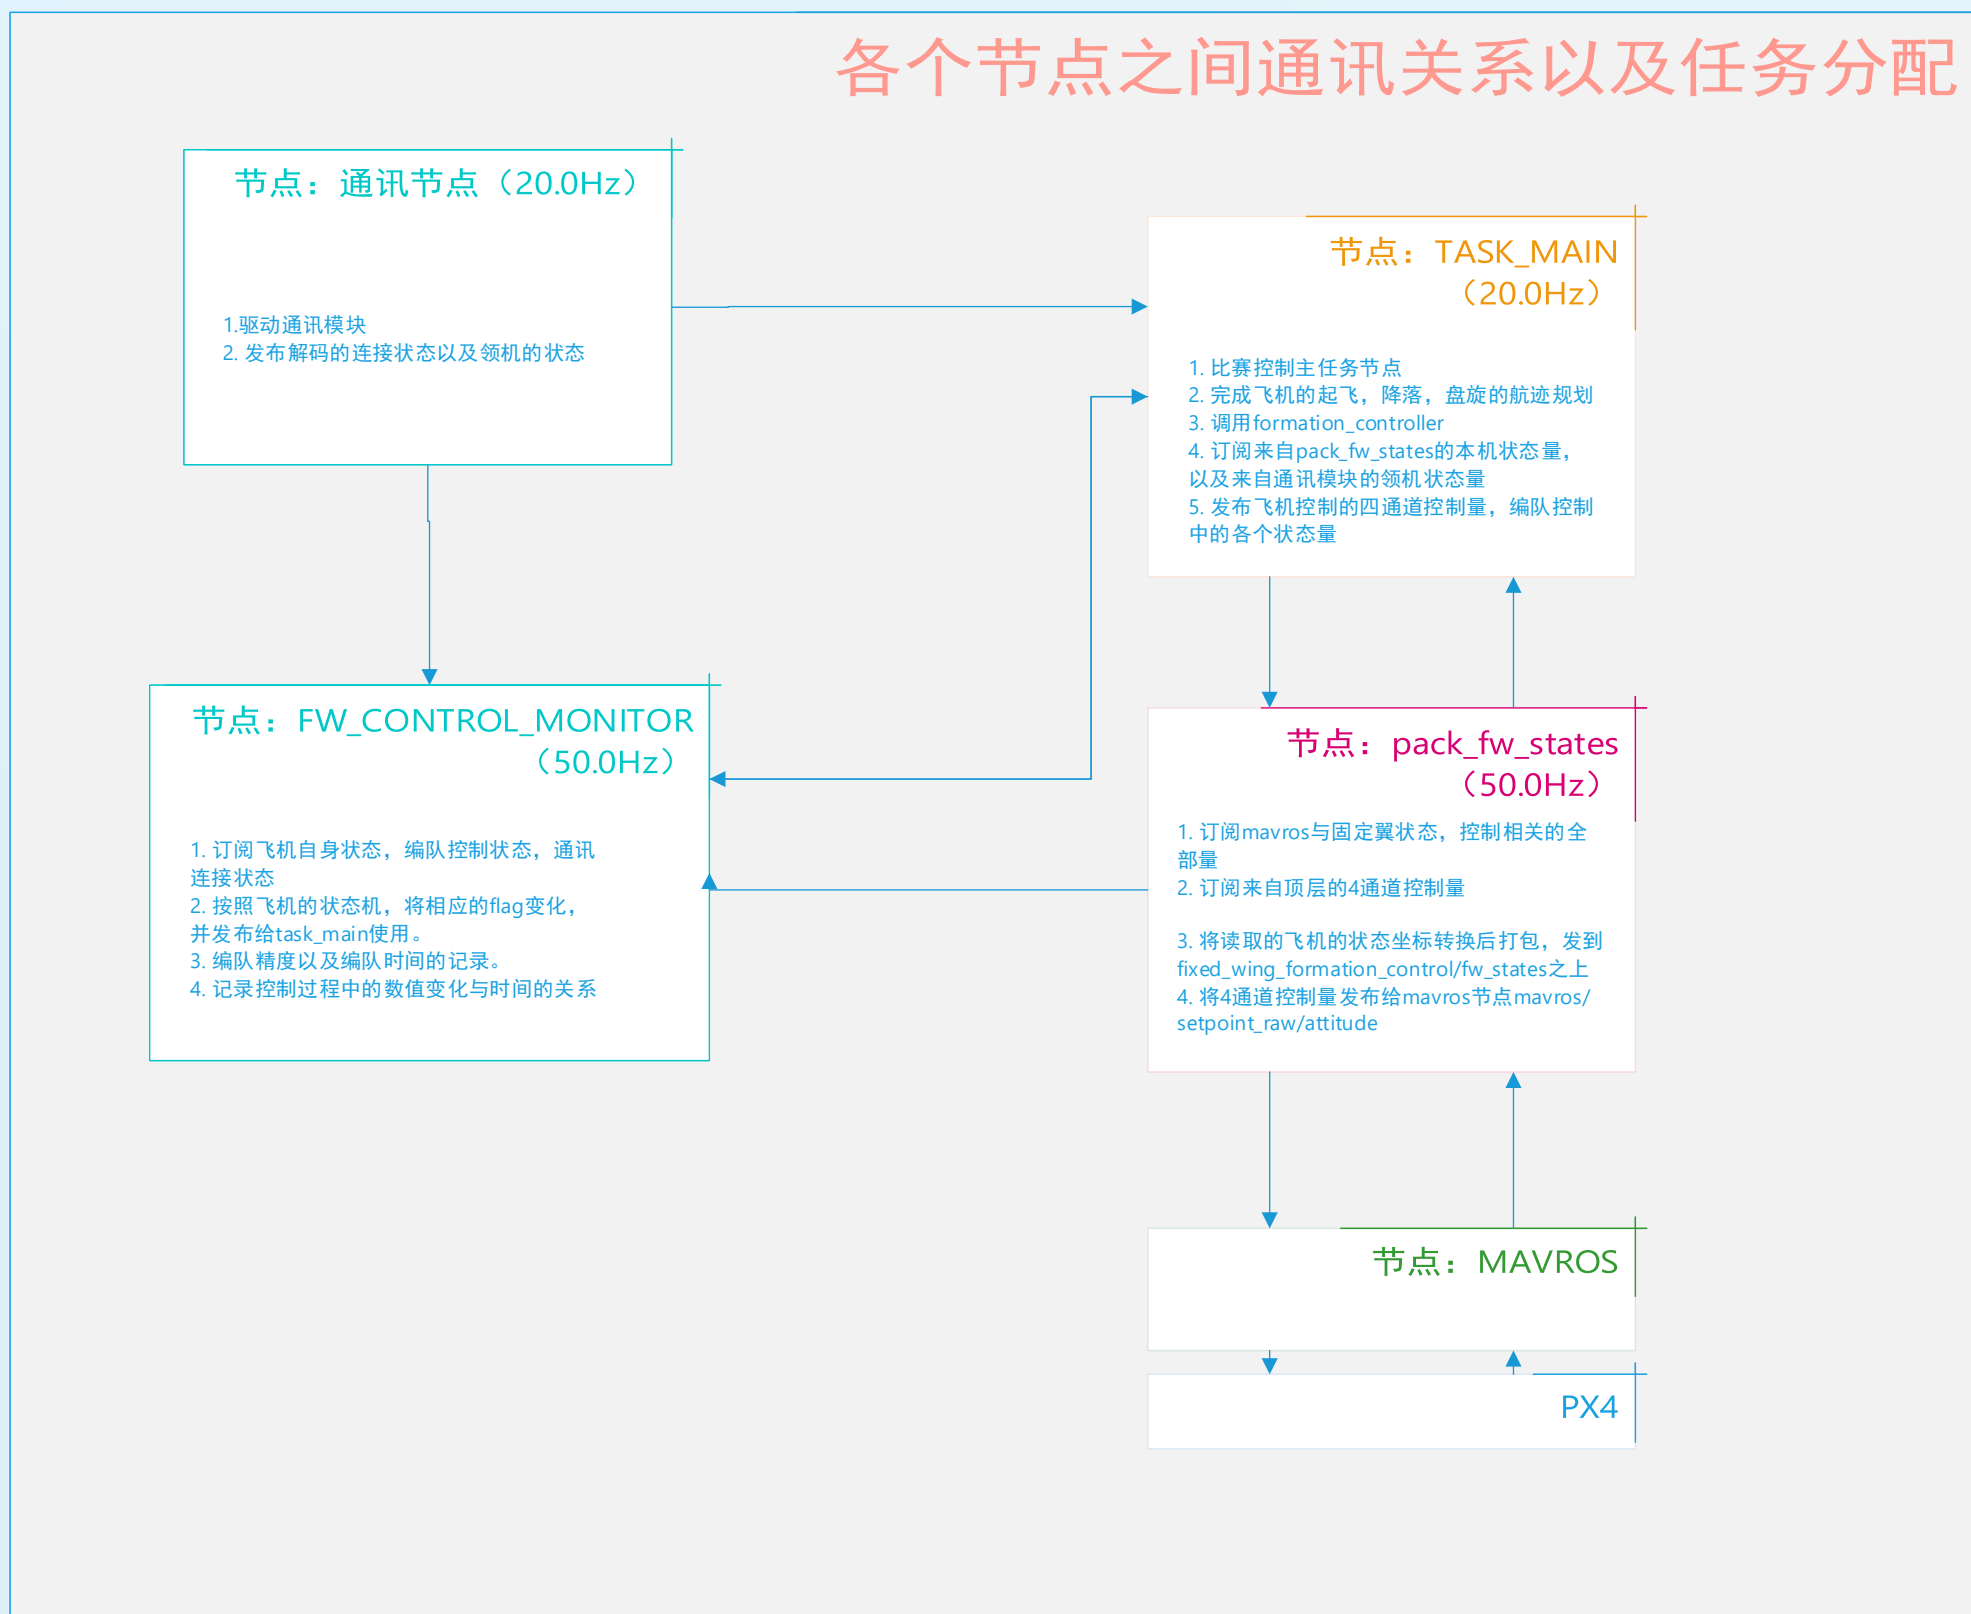 各个节点之间通讯关系以及任务分配
节点：通讯节点（20.0Hz）
1.驱动通讯模块
2. 发布解码的连接状态以及领机的状态
节点：TASK_MAIN
（20.0Hz）
1. 比赛控制主任务节点
2. 完成飞机的起飞，降落，盘旋的航迹规划
3. 调用formation_controller
4. 订阅来自pack_fw_states的本机状态量，
以及来自通讯模块的领机状态量
5. 发布飞机控制的四通道控制量，编队控制
中的各个状态量
节点：FW_CONTROL_MONITOR
（50.0Hz）
1. 订阅飞机自身状态，编队控制状态，通讯
连接状态
2. 按照飞机的状态机，将相应的flag变化，
并发布给task_main使用。
3. 编队精度以及编队时间的记录。
4. 记录控制过程中的数值变化与时间的关系
节点：pack_fw_states
（50.0Hz）
1. 订阅mavros与固定翼状态，控制相关的全
部量
2. 订阅来自顶层的4通道控制量
3. 将读取的飞机的状态坐标转换后打包，发到
fixed_wing_formation_control/fw_states之上
4. 将4通道控制量发布给mavros节点mavros/
setpoint_raw/attitude
节点：MAVROS
PX4